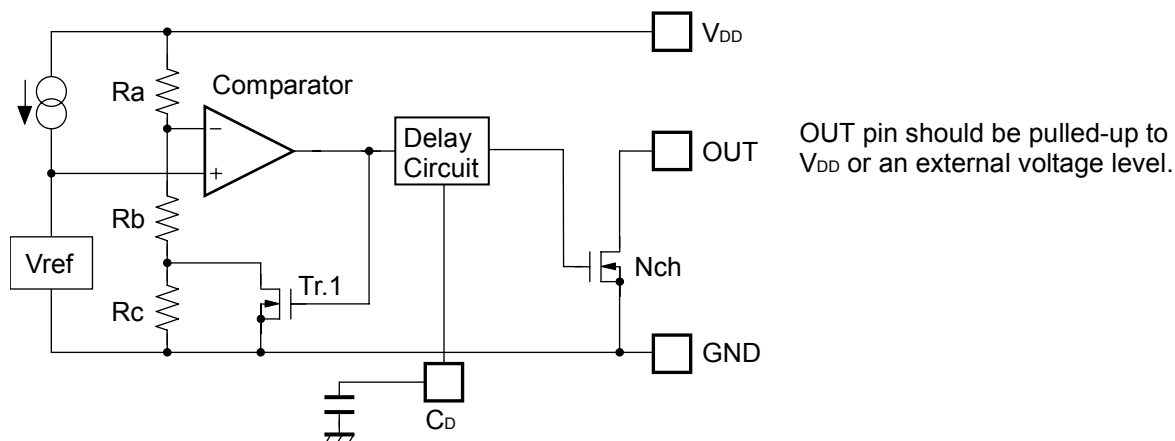 VDD
Ra
Comparator
−
+
Delay
Circuit
OUT
OUT pin should be pulled-up to
VDD or an external voltage level.
Rb
Vref
Nch
Tr.1
Rc
GND
CD